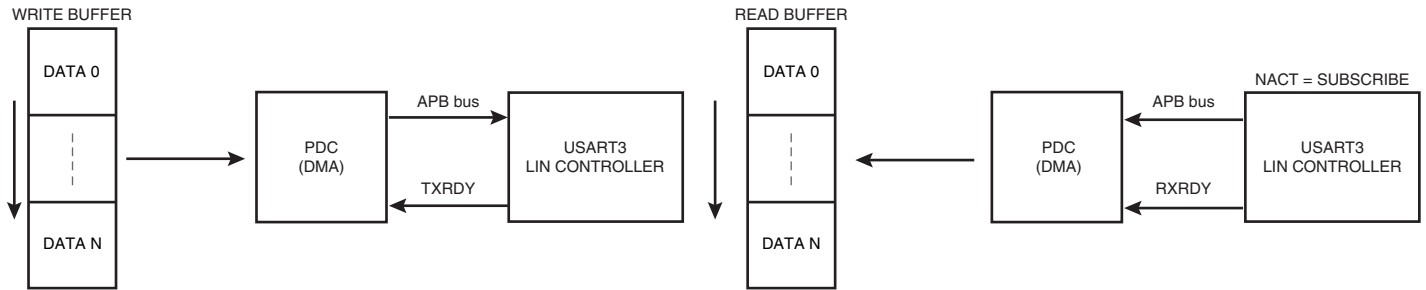 WRITE BUFFER
DATA 0
DATA N
PDC
(DMA)
APB bus
TXRDY
USART3
LIN CONTROLLER
READ BUFFER
DATA 0
DATA N
PDC
(DMA)
APB bus
RXRDY
NACT = SUBSCRIBE
USART3
LIN CONTROLLER